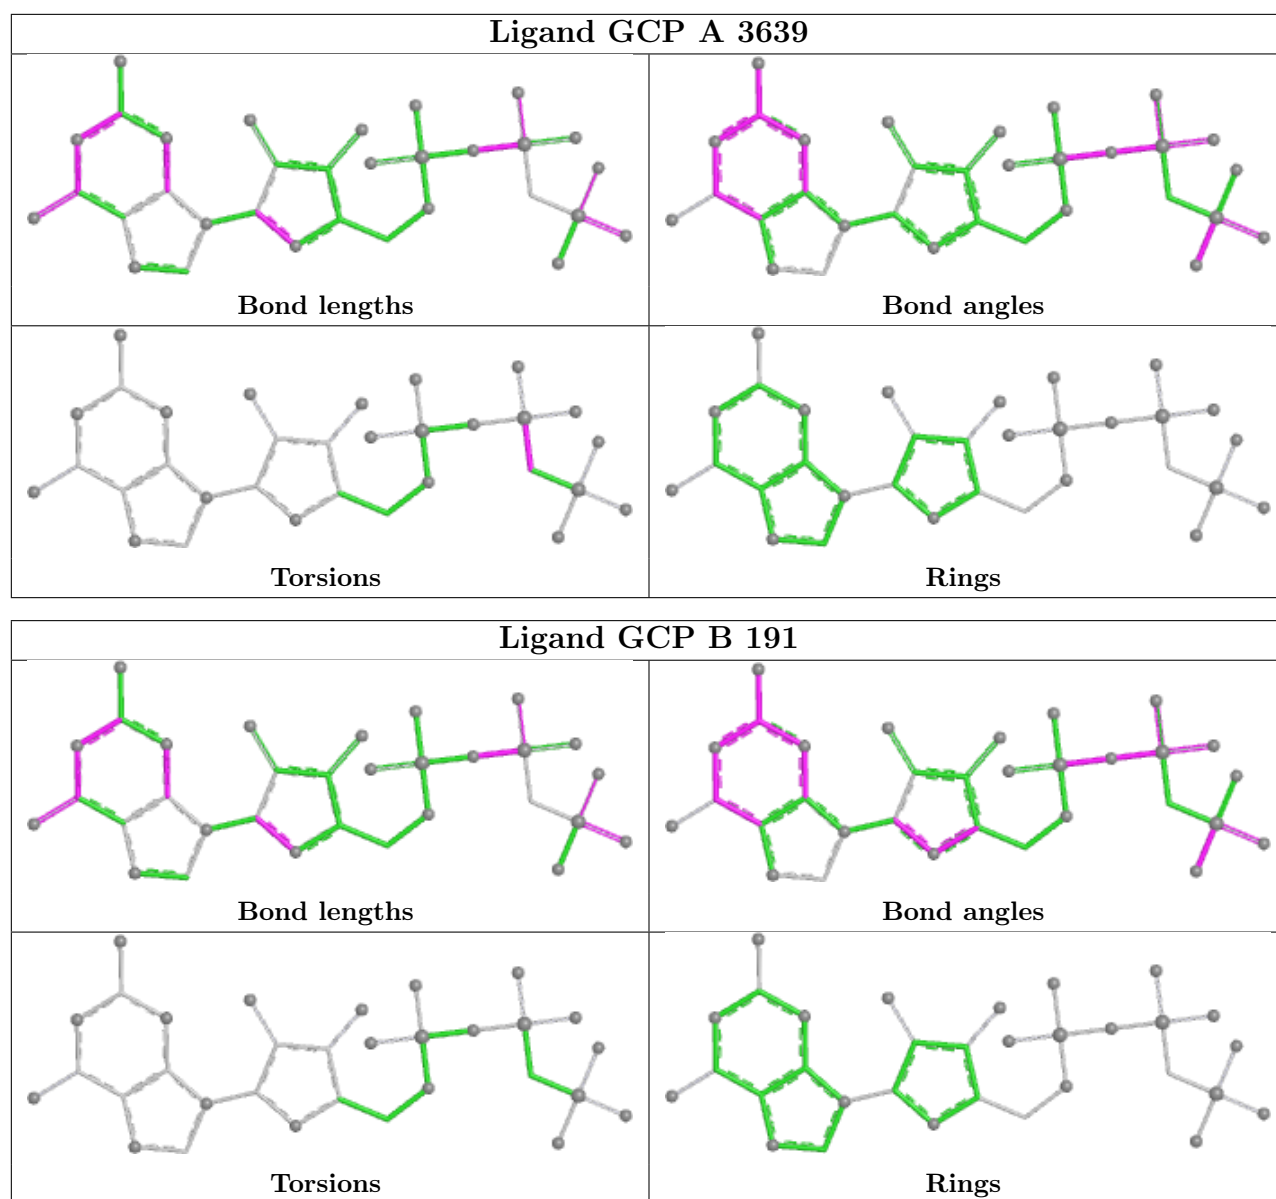 Ligand GCP A 3639
Bond lengths
Bond angles
Torsions
Rings
Ligand GCP B 191
Bond lengths
Bond angles
Torsions
Rings